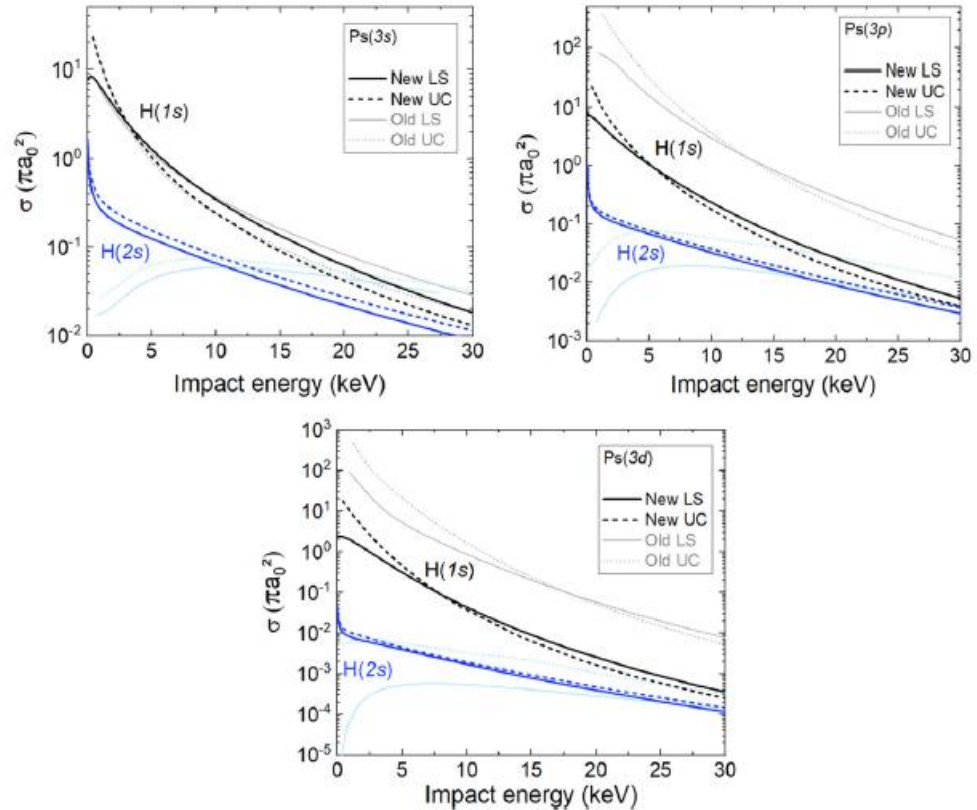 Ps(3s)
New LS
New UC
Old LS
Old UC
H(1s)
H(2s)
σ (πa₀²)
10¹
10⁰
10⁻¹
10⁻²
0 5 10 15 20 25 30
Impact energy (keV)
Ps(3p)
New LS
New UC
Old LS
Old UC
H(1s)
H(2s)
σ (πa₀²)
10²
10¹
10⁰
10⁻¹
10⁻²
10⁻³
0 5 10 15 20 25 30
Impact energy (keV)
Ps(3d)
New LS
New UC
Old LS
Old UC
H(1s)
H(2s)
σ (πa₀²)
10³
10²
10¹
10⁰
10⁻¹
10⁻²
10⁻³
10⁻⁴
10⁻⁵
0 5 10 15 20 25 30
Impact energy (keV)